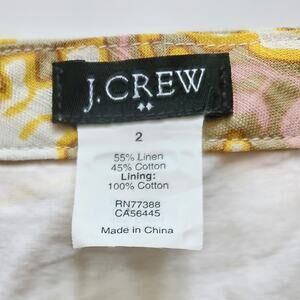 J.CREW
2
55% Linen
45% Cotton
Lining:
100% Cotton
RN77388
CA56445
Made in China